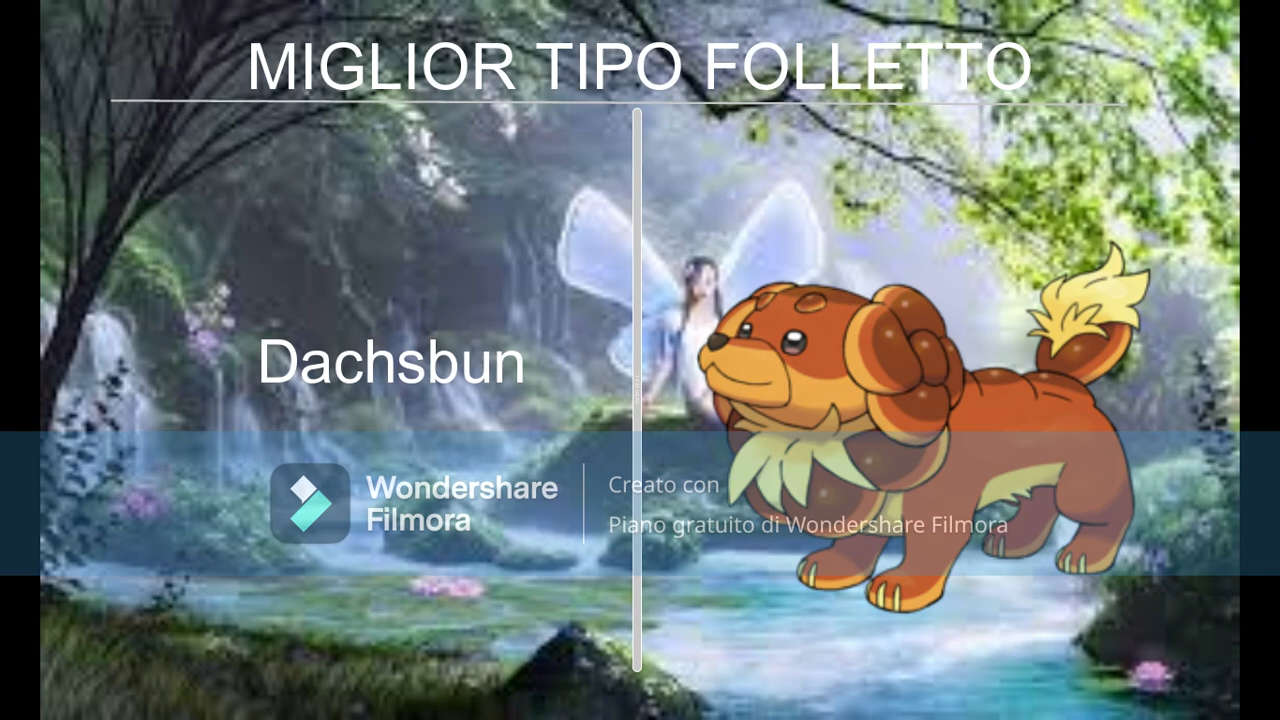 MIGLIOR TIPO FOLLETTO
Dachsbun
Wondershare
Filmora
Creato con
Piano gratuito di Wondershare Filmora